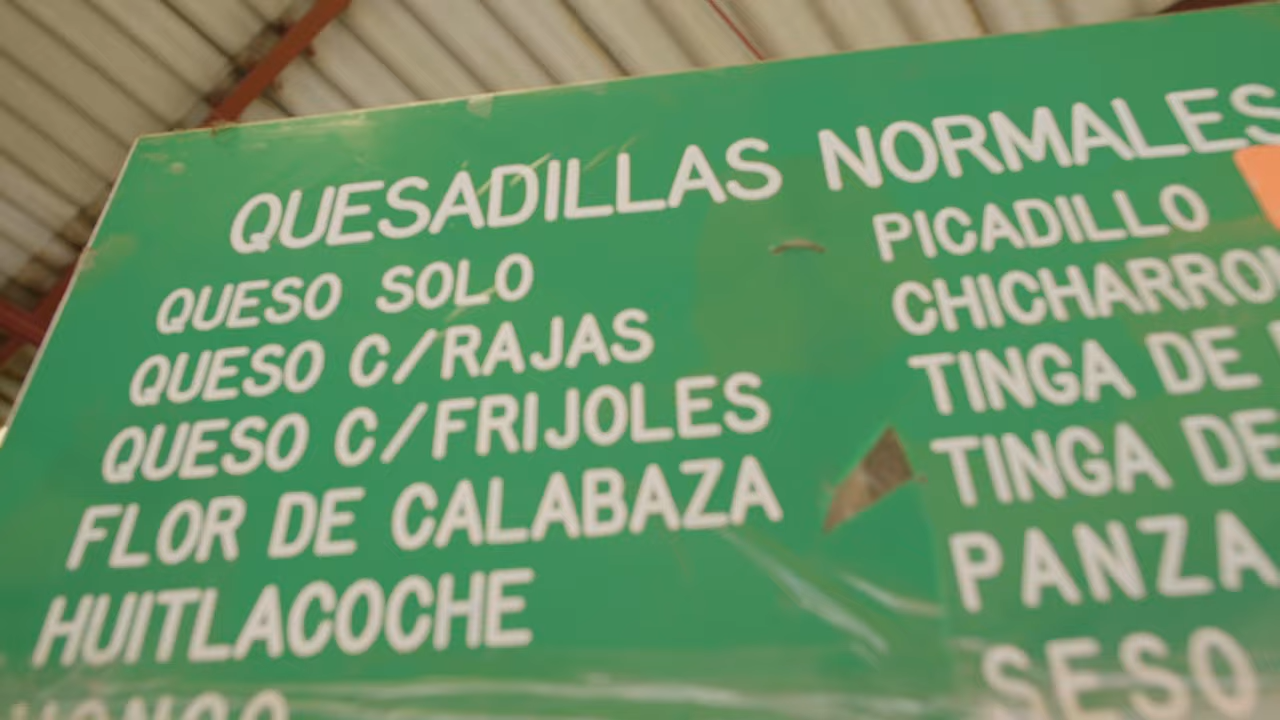 QUESADILLAS NORMALES
QUESO SOLO
QUESO C/RAJAS
QUESO C/FRIJOLES
FLOR DE CALABAZA
HUITLACOCHE
PICADILLO
TINGA DE
TINGA DE
PANZA
SESO